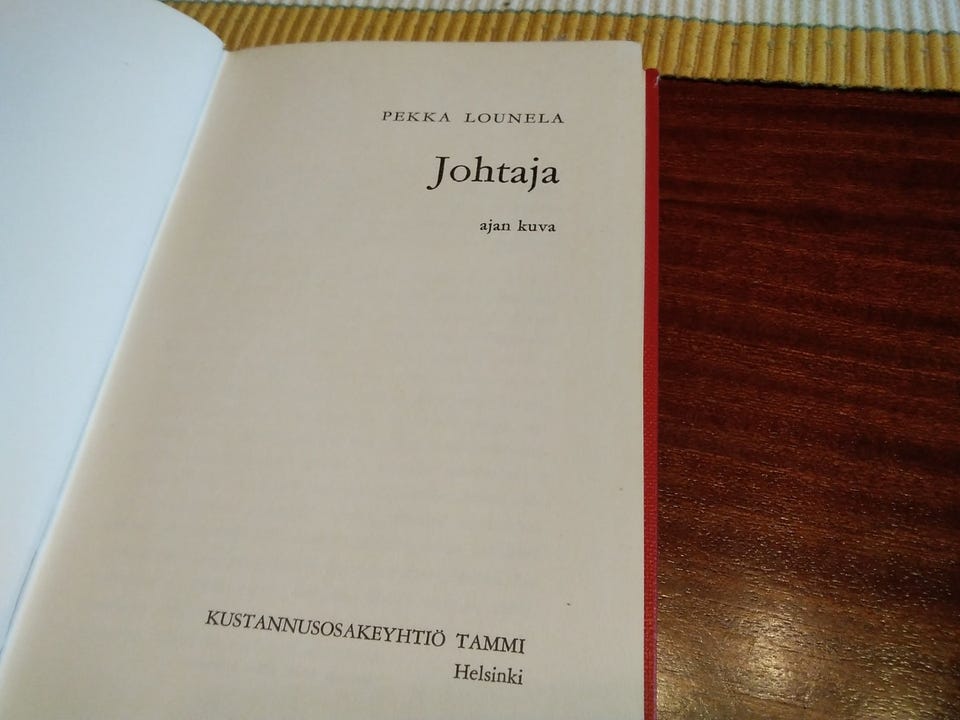 PEKKA LOUNELA
Johtaja
ajan kuva
KUSTANNUSOSAKEYHTIÖ TAMMI
Helsinki